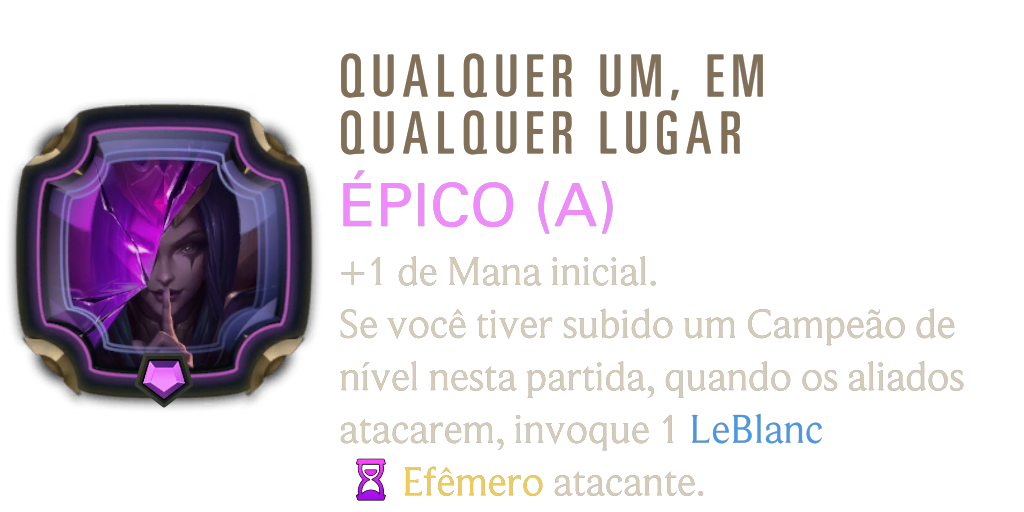 QUALQUER UM, EM
QUALQUER LUGAR
ÉPICO (A)
+1 de Mana inicial.
Se você tiver subido um Campeão de
nível nesta partida, quando os aliados
atacarem, invoque 1 LeBlanc
Efêmero atacante.